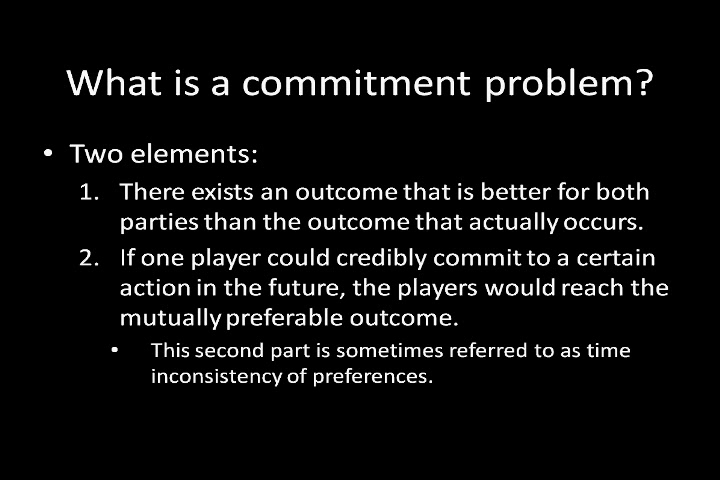 What is a commitment problem?
• Two elements:
1. There exists an outcome that is better for both
parties than the outcome that actually occurs.
2. If one player could credibly commit to a certain
action in the future, the players would reach the
mutually preferable outcome.
• This second part is sometimes referred to as time
inconsistency of preferences.